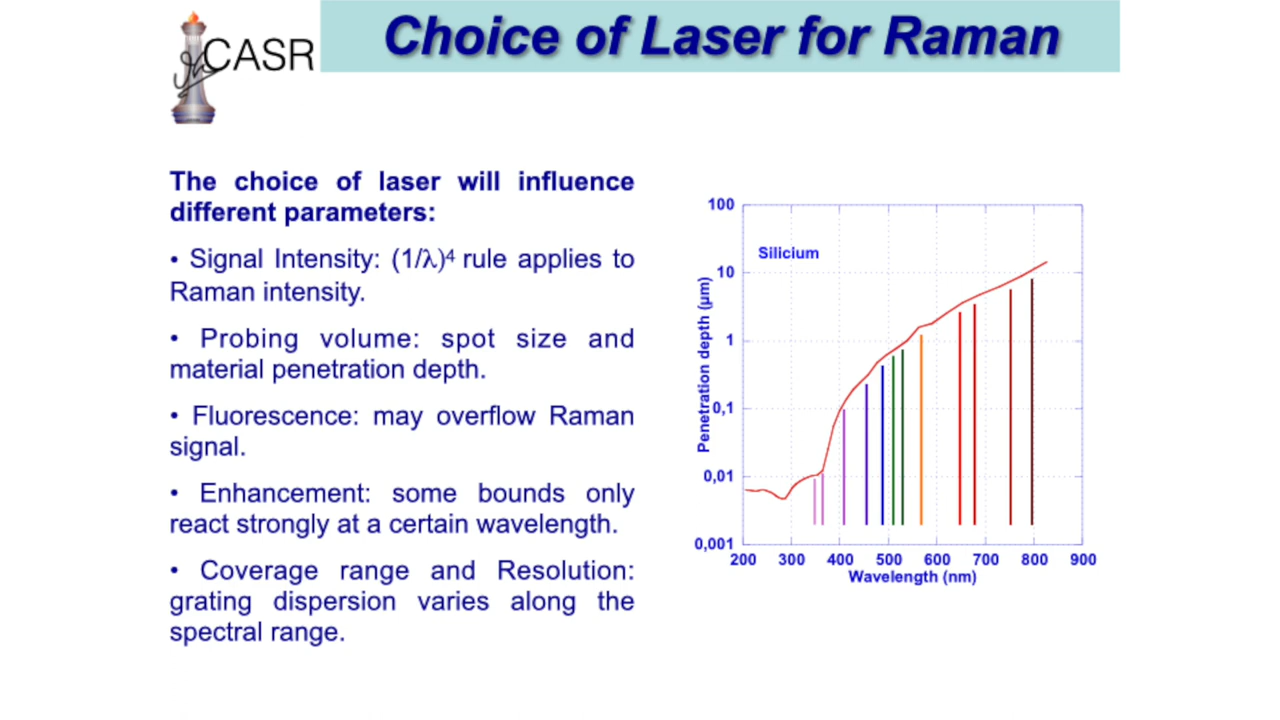 JNCASR
Choice of Laser for Raman
The choice of laser will influence
different parameters:
• Signal Intensity: (1/λ)⁴ rule applies to
Raman intensity.
• Probing volume: spot size and
material penetration depth.
• Fluorescence: may overflow Raman
signal.
• Enhancement: some bounds only
react strongly at a certain wavelength.
• Coverage range and Resolution:
grating dispersion varies along the
spectral range.
Silicium
Penetration depth (µm)
100
10
1
0,1
0,01
0,001
200 300 400 500 600 700 800 900
Wavelength (nm)